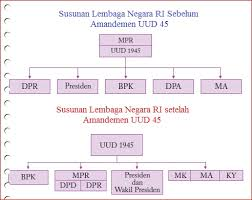 Susunan Lembaga Negara RI Sebelum
Amandemen UUD 45
MPR
UUD 1945
DPR
Presiden
BPK
DPA
MA
Susunan Lembaga Negara RI setelah
Amandemen UUD 45
UUD 1945
BPK
MPR
DPD DPR
Presiden
dan
Wakil Presiden
MK MA KY